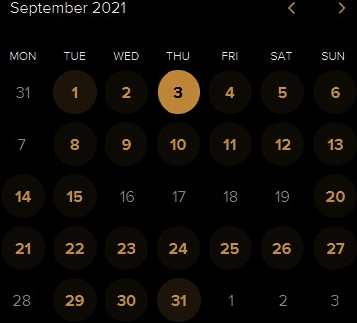 September 2021
MON TUE WED THU FRI SAT SUN
31 1 2 3 4 5 6
7 8 9 10 11 12 13
14 15 16 17 18 19 20
21 22 23 24 25 26 27
28 29 30 31 1 2 3